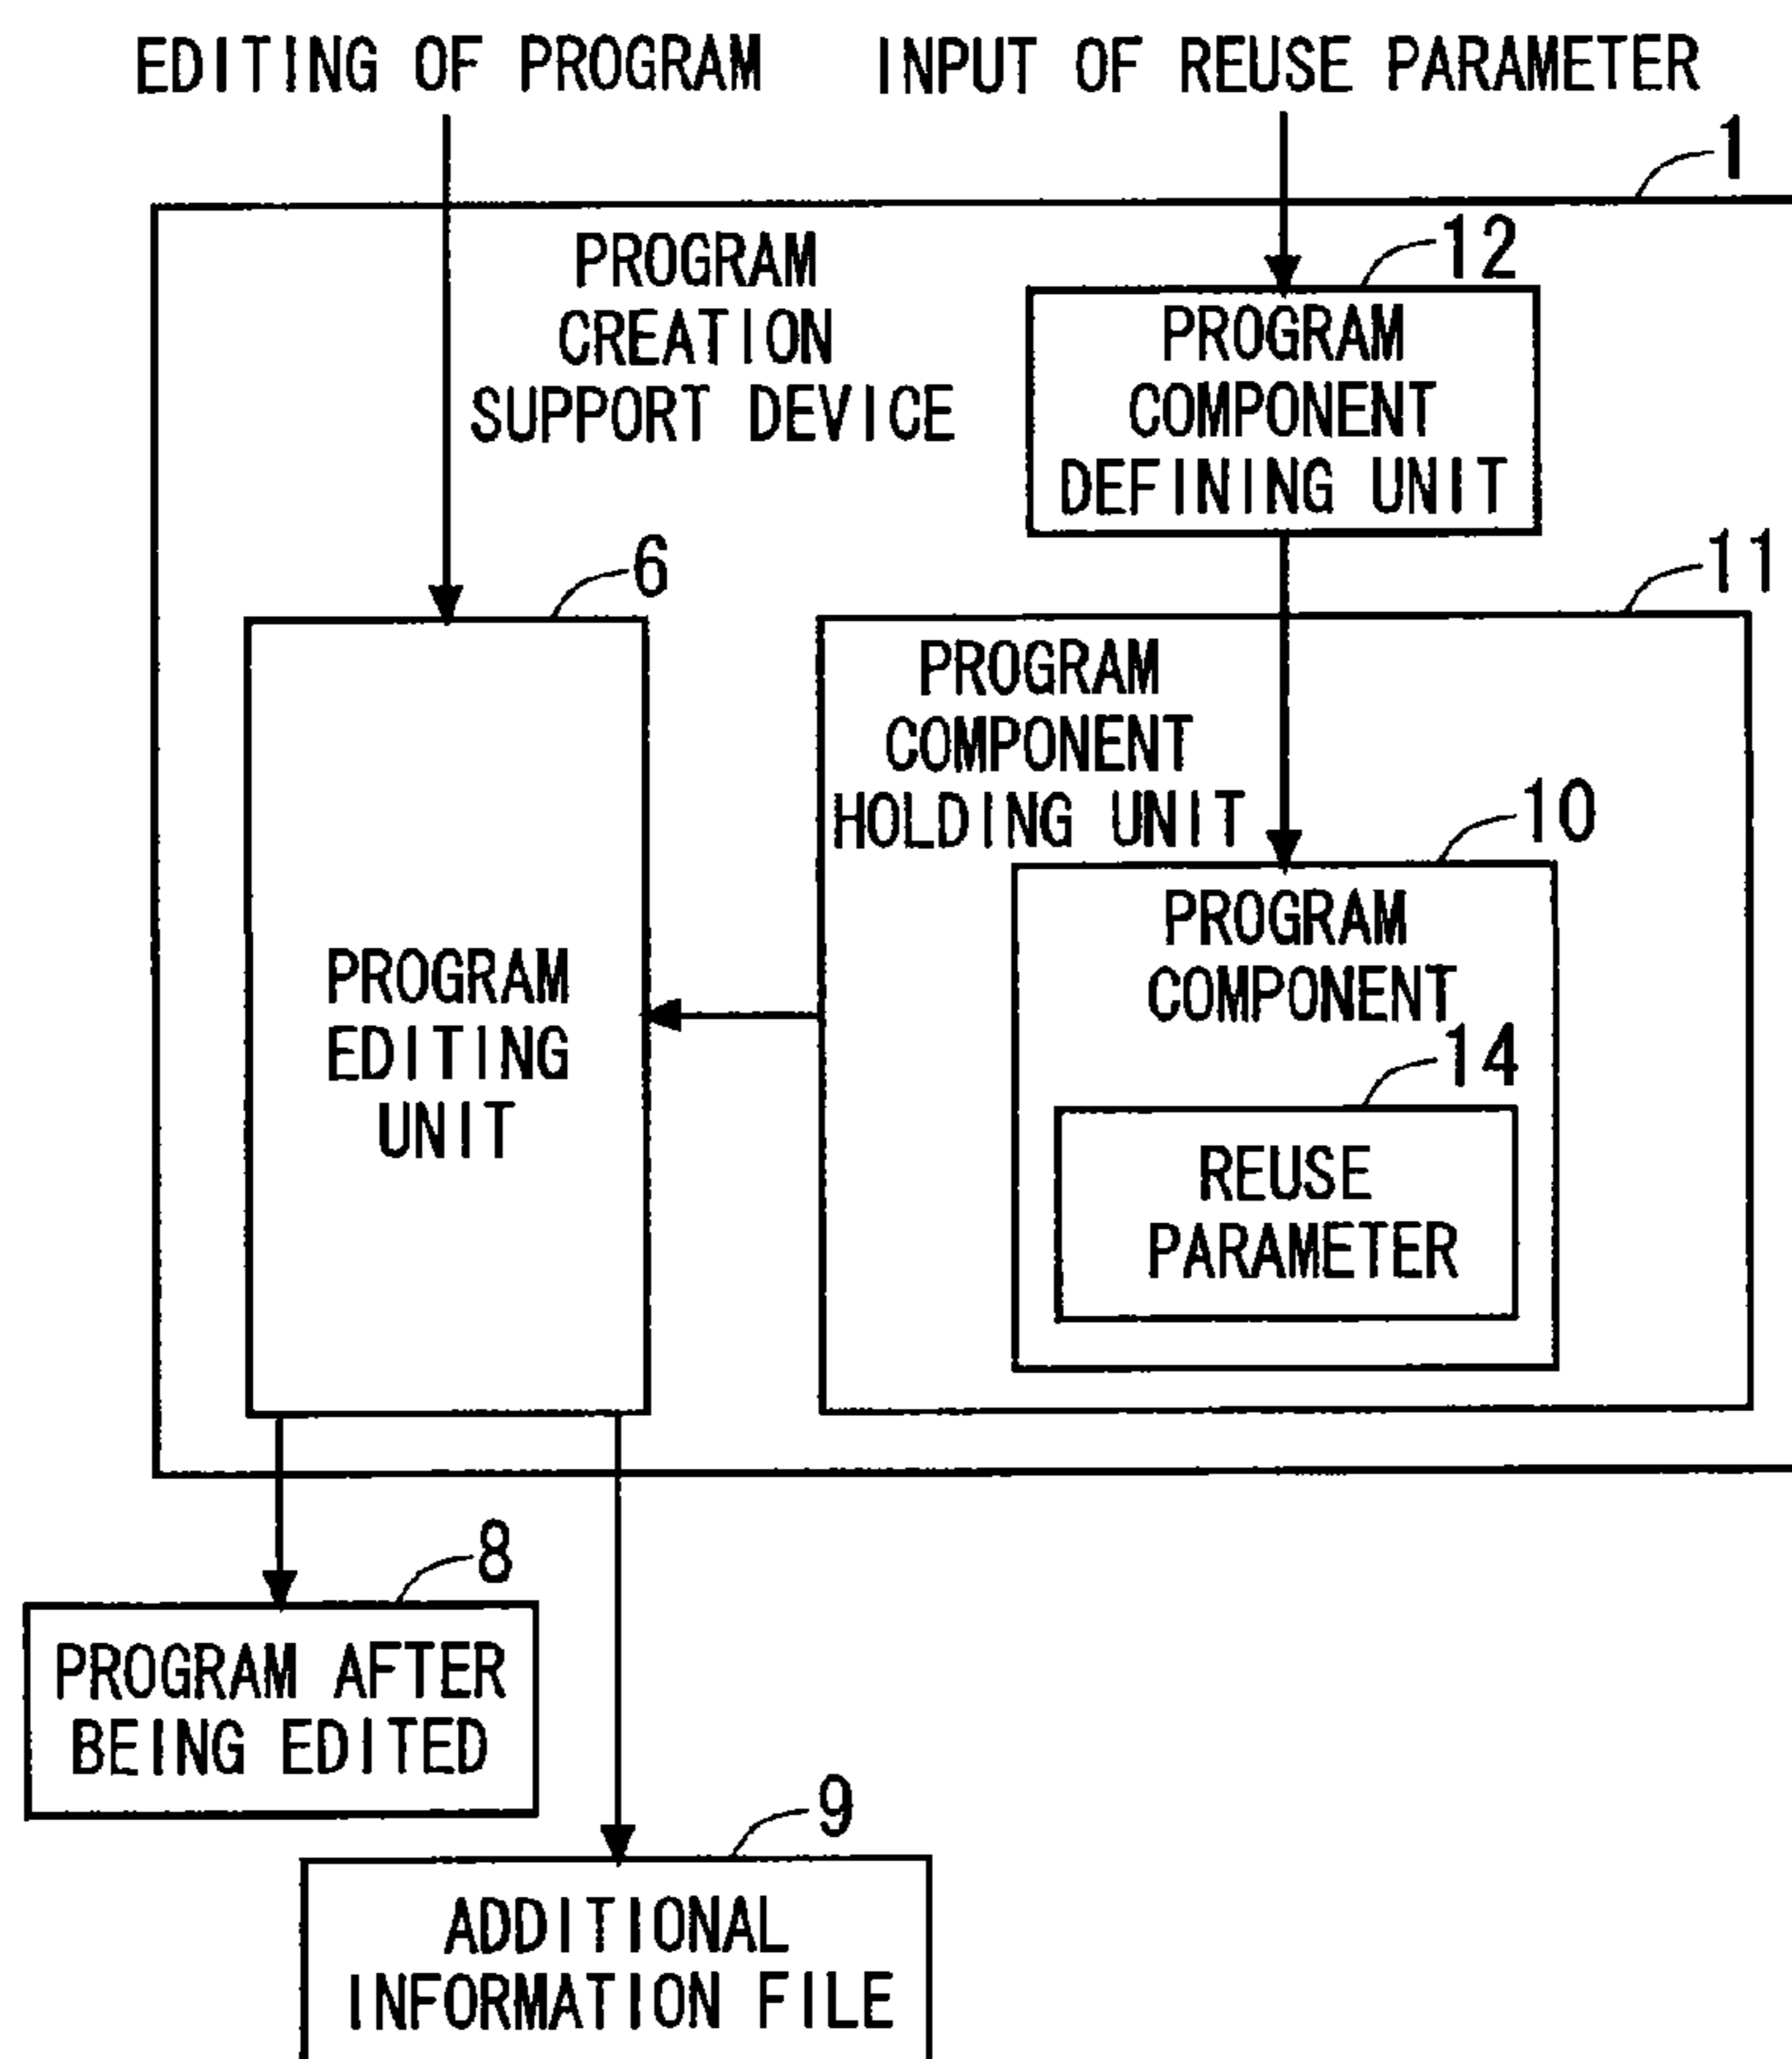 EDITING OF PROGRAM
INPUT OF REUSE PARAMETER
1
PROGRAM
CREATION
SUPPORT DEVICE
12
PROGRAM
COMPONENT
DEFINING UNIT
6
PROGRAM
EDITING
UNIT
11
PROGRAM
COMPONENT
HOLDING UNIT
10
PROGRAM
COMPONENT
14
REUSE
PARAMETER
8
PROGRAM AFTER
BEING EDITED
9
ADDITIONAL
INFORMATION FILE